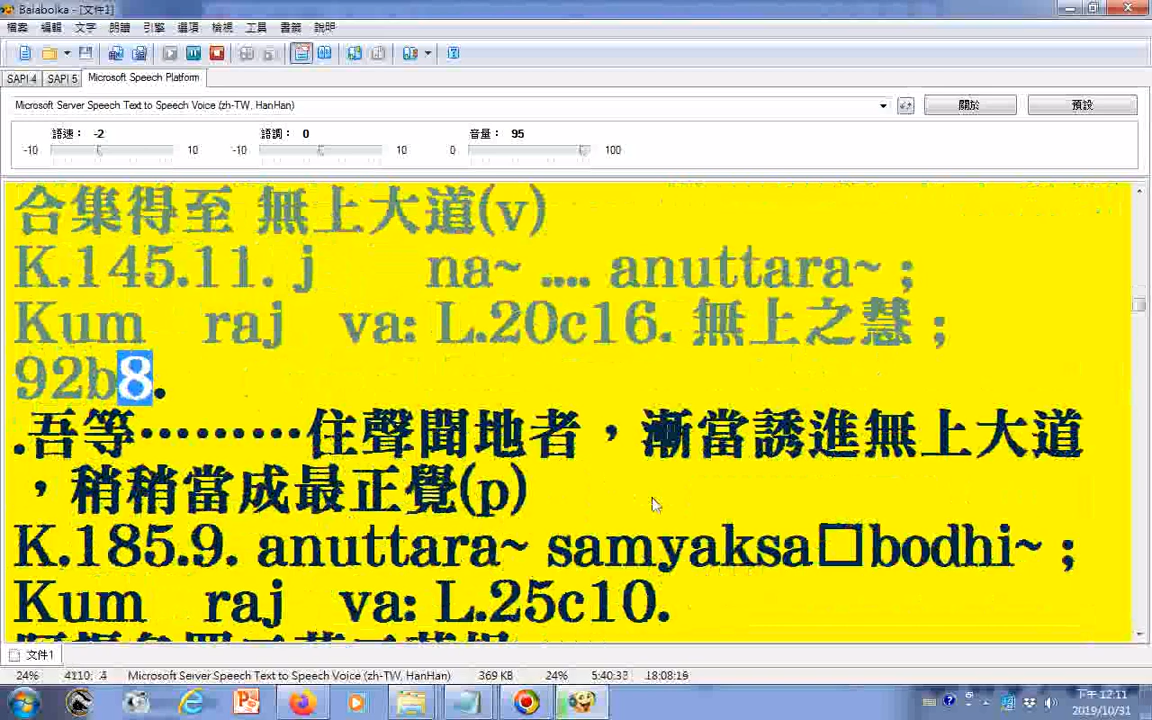 Balabolka - [文件1]
檔案 編輯 文字 朗讀 引擎 選項 檢視 工具 書籤 說明
SAPI 4 SAPI 5 Microsoft Speech Platform
Microsoft Server Speech Text to Speech Voice (zh-TW, HanHan) 關於 預設
語速： -2 語調： 0 音量： 95
-10 10 -10 10 0 100
合集得至 無上大道(v)
K.145.11. j na~ .... anuttara~ ;
Kum raj va: L.20c16. 無上之慧 ;
92b8.
.吾等………住聲聞地者，漸當誘進無上大道
，稍稍當成最正覺(p)
K.185.9. anuttara~ samyaksa□bodhi~ ;
Kum raj va: L.25c10.
文件1
24% 4110: 4 Microsoft Server Speech Text to Speech Voice (zh-TW, HanHan) 369 KB 24% 5:40:33 18:08:19
下午 12:11
2019/10/31